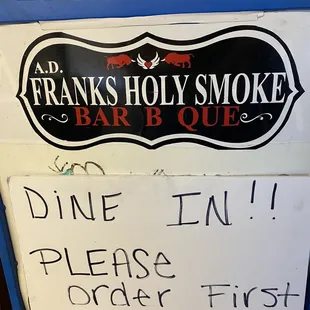 A.D.
FRANKS HOLY SMOKE
BAR B QUE
DINE IN!!
PLEASE
order First